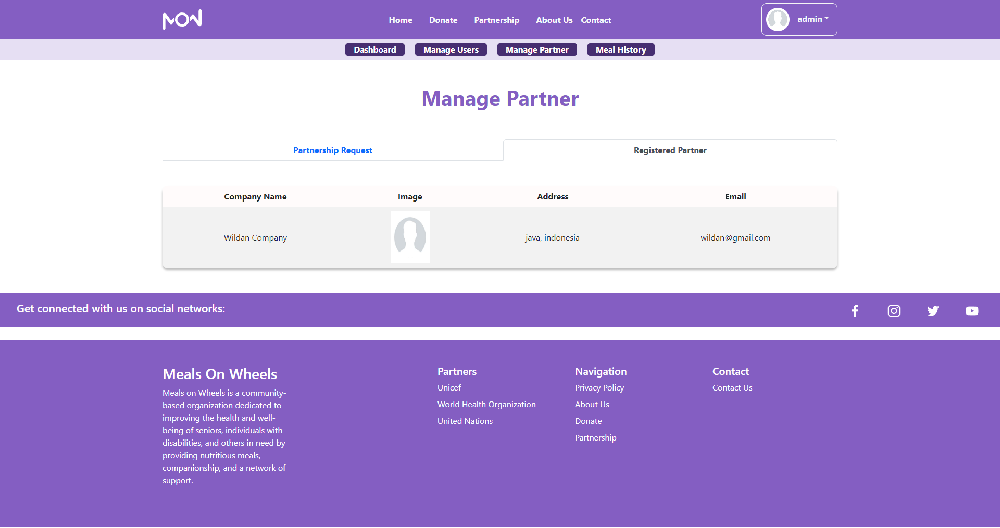 MOW
Home Donate Partnership About Us Contact
admin
Dashboard Manage Users Manage Partner Meal History
Manage Partner
Partnership Request Registered Partner
Company Name Image Address Email
Wildan Company java, indonesia wildan@gmail.com
Get connected with us on social networks:
Meals On Wheels
Meals on Wheels is a community-
based organization dedicated to
improving the health and well-
being of seniors, individuals with
disabilities, and others in need by
providing nutritious meals,
companionship, and a network of
support.
Partners
Unicef
World Health Organization
United Nations
Navigation
Privacy Policy
About Us
Donate
Partnership
Contact
Contact Us